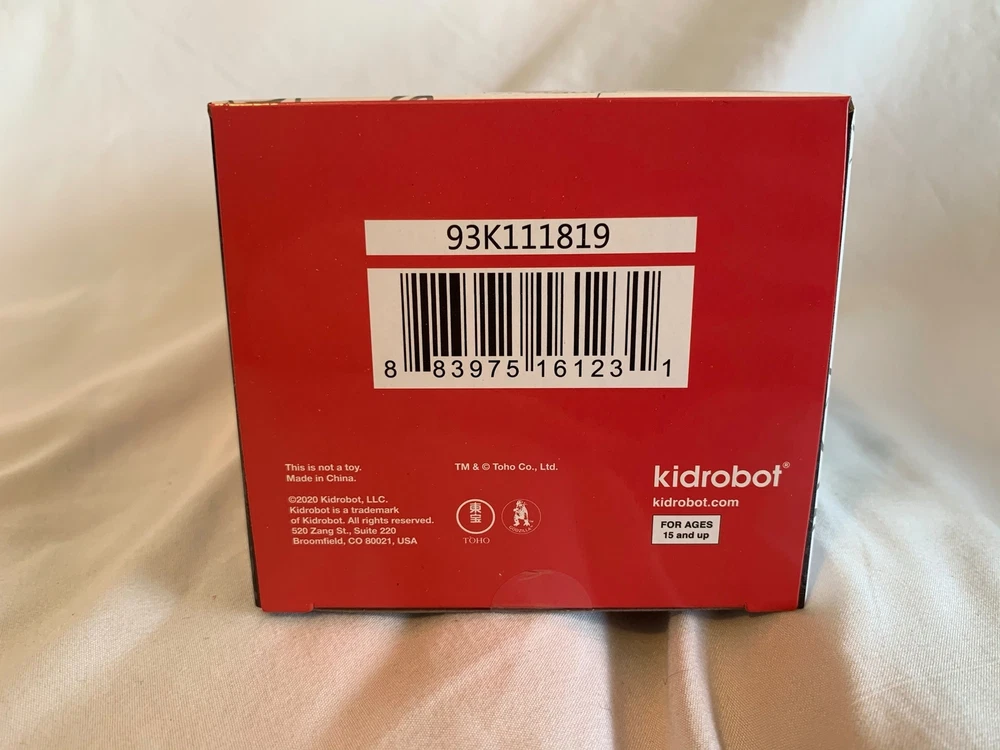 93K111819
8 83975 16123 1
This is not a toy.
Made in China.
©2020 Kidrobot, LLC.
Kidrobot is a trademark
of Kidrobot. All rights reserved.
520 Zang St., Suite 220
Broomfield, CO 80021, USA
TM & © Toho Co., Ltd.
東宝
TOHO
GODZILLA
kidrobot®
kidrobot.com
FOR AGES
15 and up